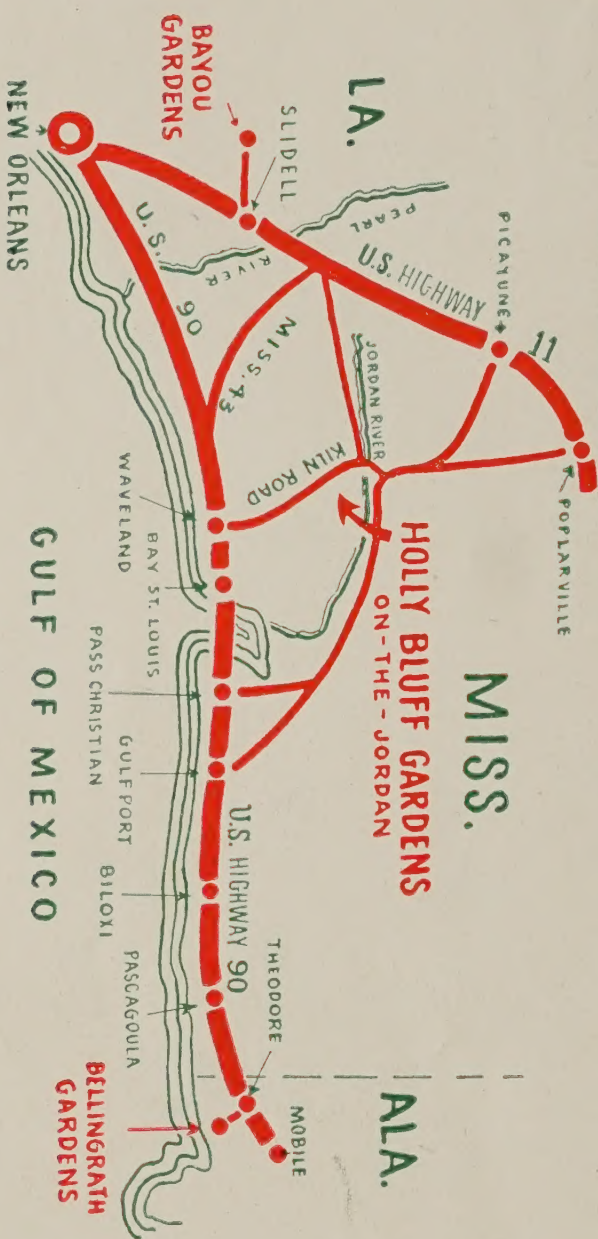 LA.
MISS.
ALA.
BAYOU
GARDENS
SLIDELL
NEW ORLEANS
PEARL
RIVER
U.S. 90
MISS. 43
U.S. HIGHWAY 11
PICAYUNE
POPLARVILLE
JORDAN RIVER
KILN ROAD
HOLLY BLUFF GARDENS
ON-THE-JORDAN
WAVELAND
BAY ST. LOUIS
PASS CHRISTIAN
GULFPORT
U.S. HIGHWAY 90
BILOXI
PASCAGOULA
THEODORE
MOBILE
BELLINGRATH
GARDENS
GULF OF MEXICO